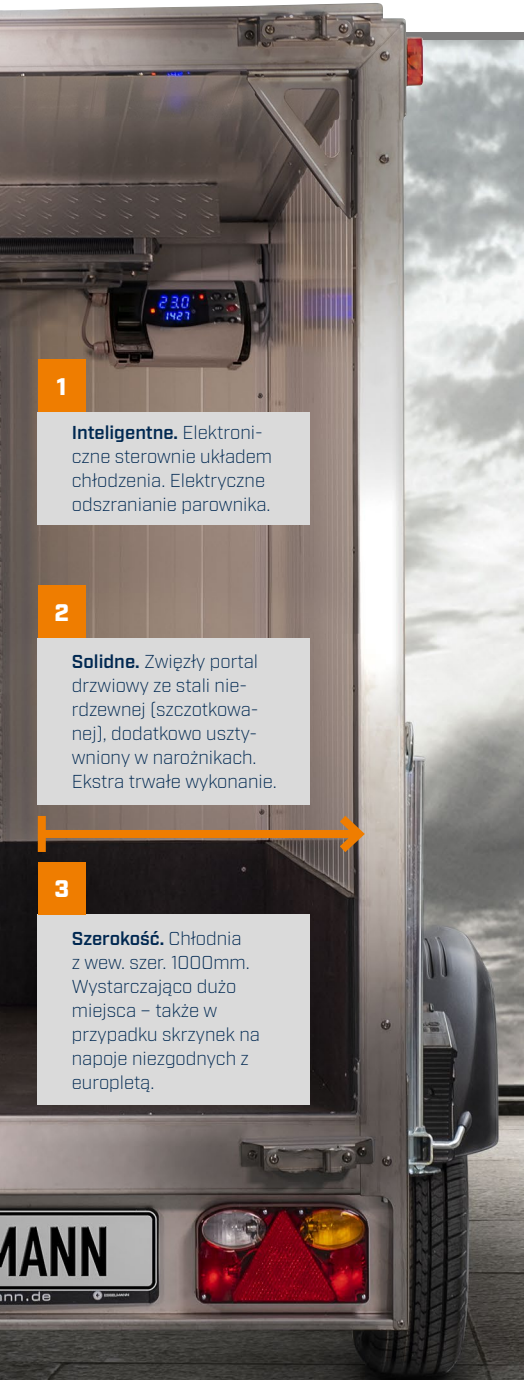 23.0
1427
1
Inteligentne. Elektroni-
czne sterownie układem
chłodzenia. Elektryczne
odszranianie parownika.
2
Solidne. Zwięzły portal
drzwiowy ze stali nie-
rdzewnej (szczotkowa-
nej), dodatkowo uszty-
wniony w narożnikach.
Ekstra trwałe wykonanie.
3
Szerokość. Chłodnia
z wew. szer. 1000mm.
Wystarczająco dużo
miejsca – także w
przypadku skrzynek na
napoje niezgodnych z
europletą.
MANN
nn.de